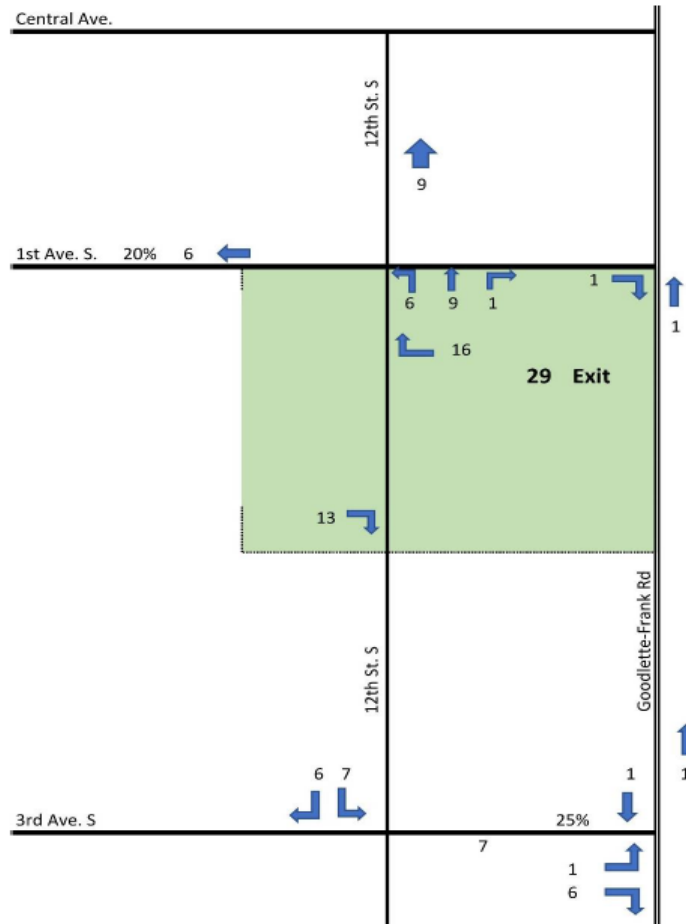 Central Ave.
12th St. S
9
1st Ave. S. 20% 6
6 9 1
1
1
16
29 Exit
13
Goodlette-Frank Rd
12th St. S
6 7
1
1
3rd Ave. S
25%
7
1
6